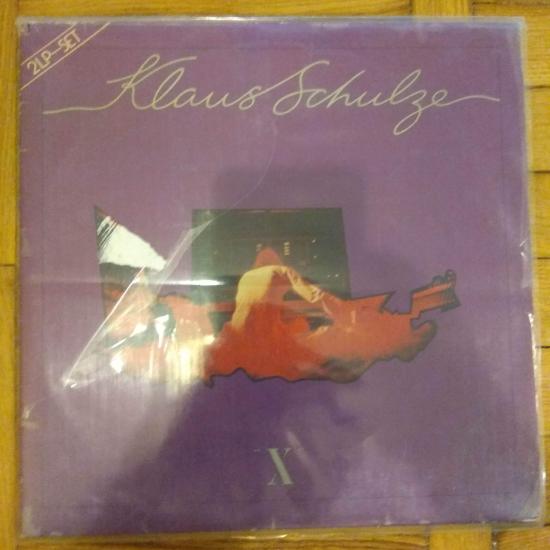 2LP-SET
Klaus Schulze
"X"